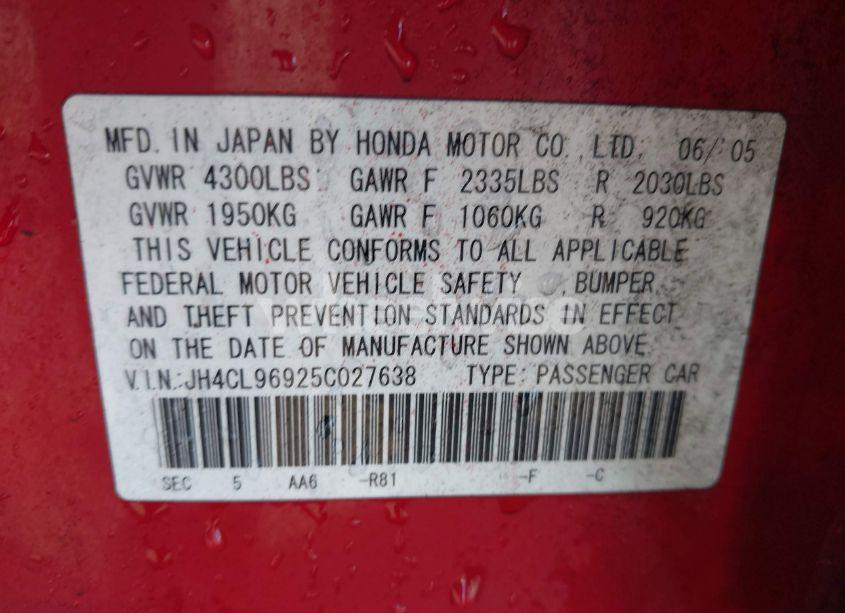 MFD. IN JAPAN BY HONDA MOTOR CO.,LTD. 06/'05
GVWR 4300LBS GAWR F 2335LBS R 2030LBS
GVWR 1950KG GAWR F 1060KG R 920KG
THIS VEHICLE CONFORMS TO ALL APPLICABLE
FEDERAL MOTOR VEHICLE SAFETY , BUMPER,
AND THEFT PREVENTION STANDARDS IN EFFECT
ON THE DATE OF MANUFACTURE SHOWN ABOVE.
V.I.N.:JH4CL96925C027638 TYPE: PASSENGER CAR
SEC 5 AA6 -R81 -F -C